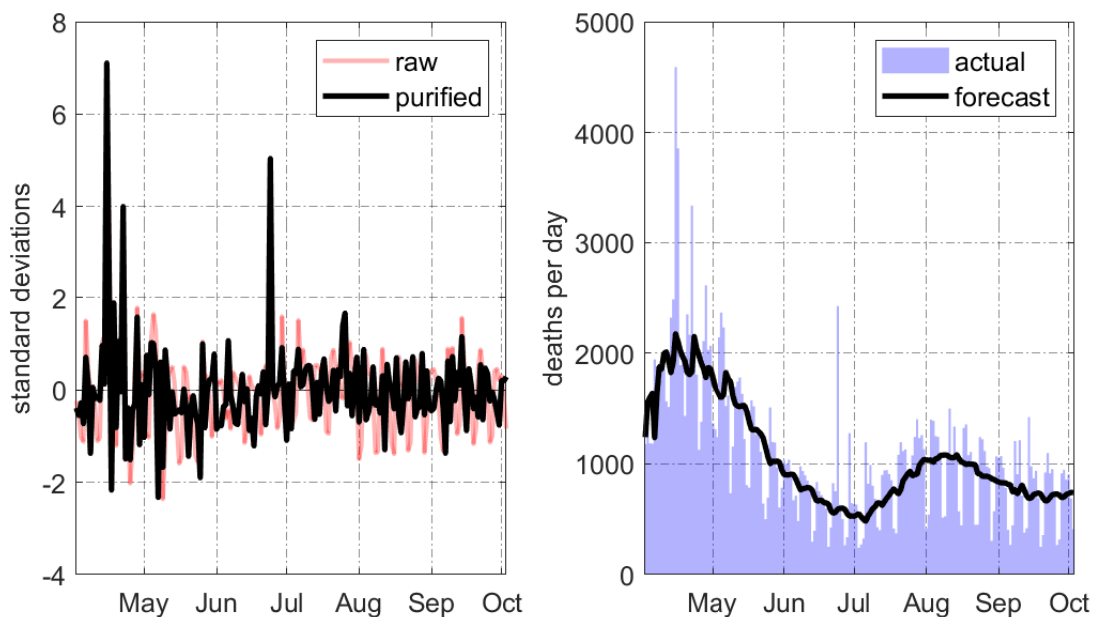 8
6
4
2
0
-2
-4
standard deviations
raw
purified
May
Jun
Jul
Aug
Sep
Oct
5000
4000
3000
2000
1000
0
deaths per day
actual
forecast
May
Jun
Jul
Aug
Sep
Oct